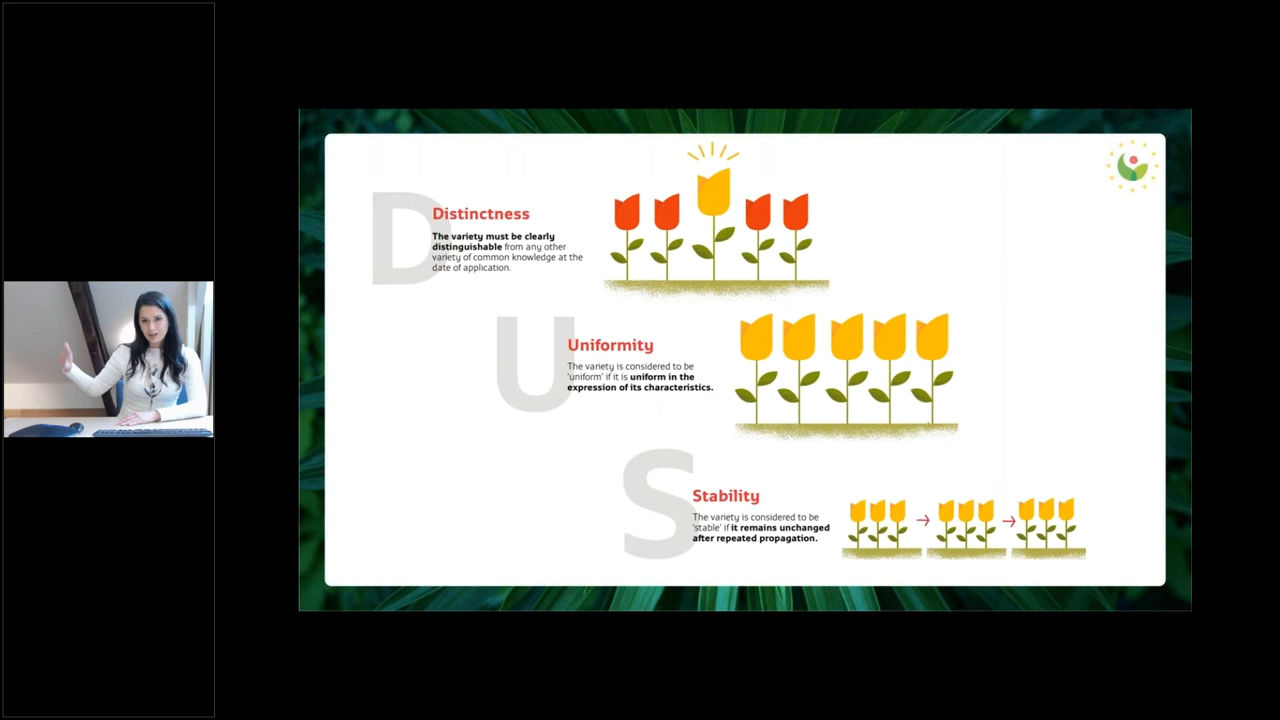 D
Distinctness
The variety must be clearly
distinguishable from any other
variety of common knowledge at the
date of application.
U
Uniformity
The variety is considered to be
'uniform' if it is uniform in the
expression of its characteristics.
S
Stability
The variety is considered to be
'stable' if it remains unchanged
after repeated propagation.